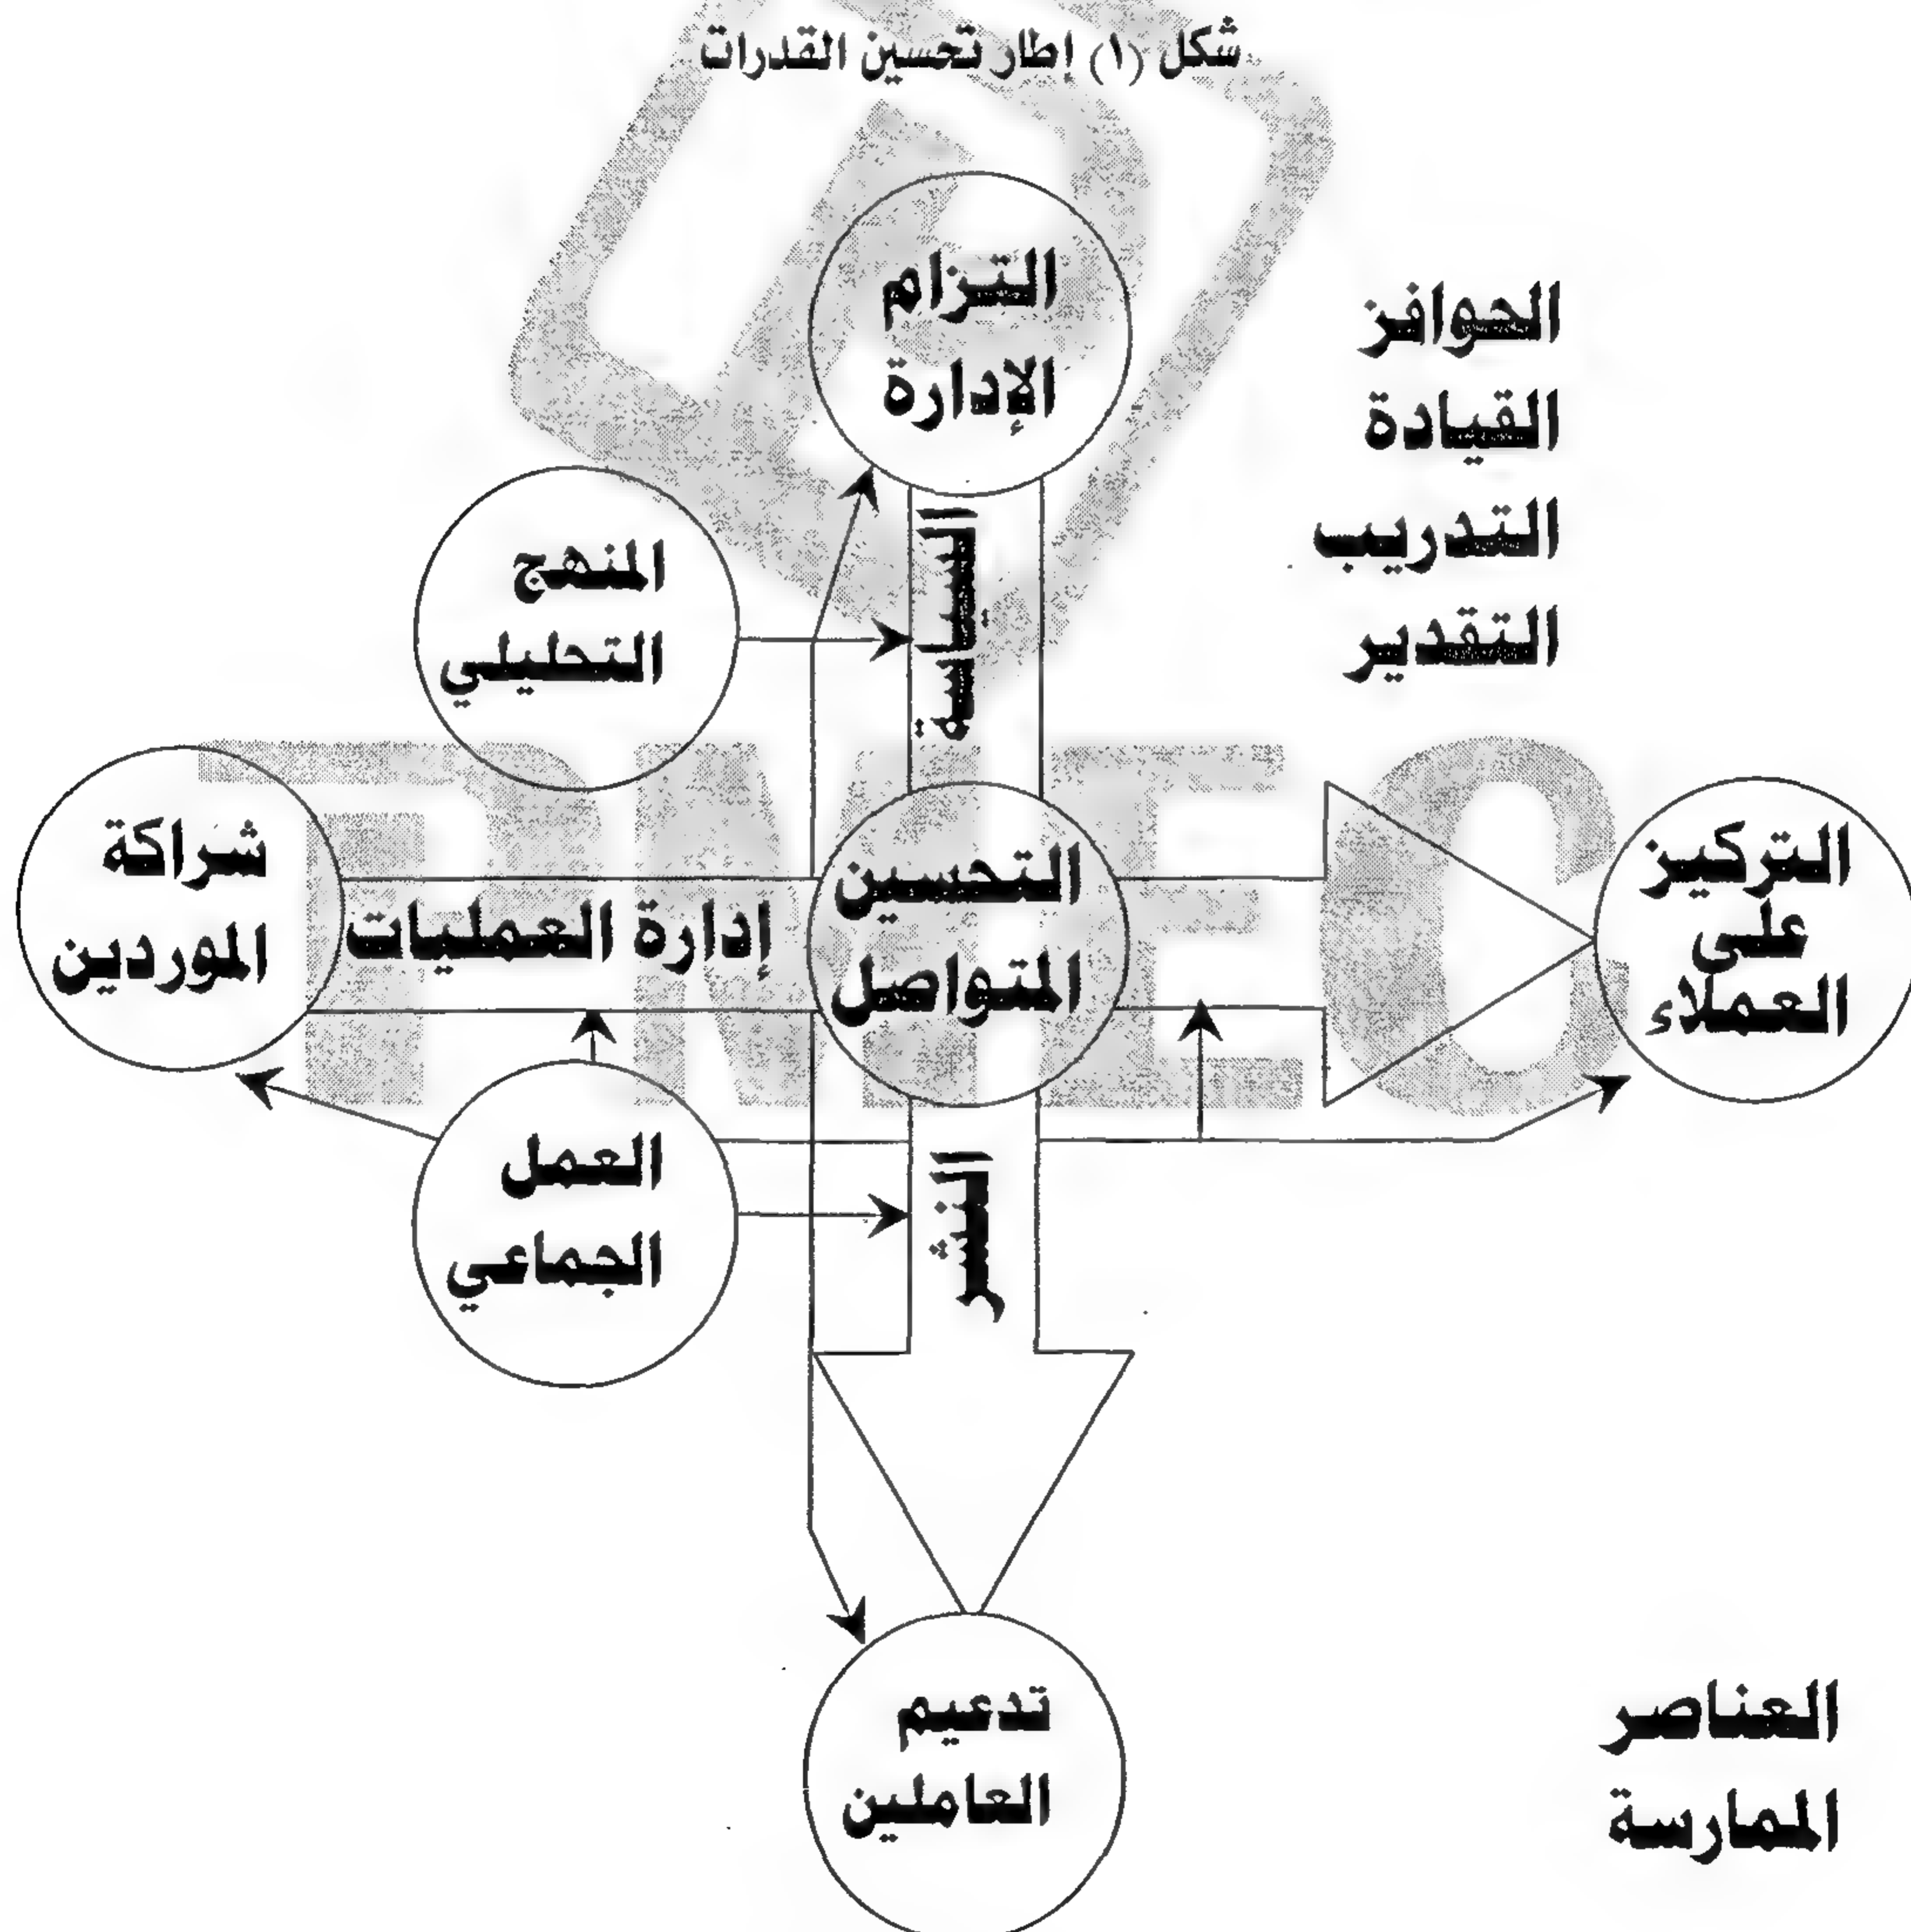 شكل (١) إطار تحسين القدرات
التزام
الإدارة
الحوافز
القيادة
التدريب
التقدير
المنهج
التحليلي
السياسة
شراكة
الموردين
إدارة العمليات
التحسين
المتواصل
التركيز
على
العملاء
العمل
الجماعي
النشر
تدعيم
العاملين
العناصر
الممارسة
PMEC